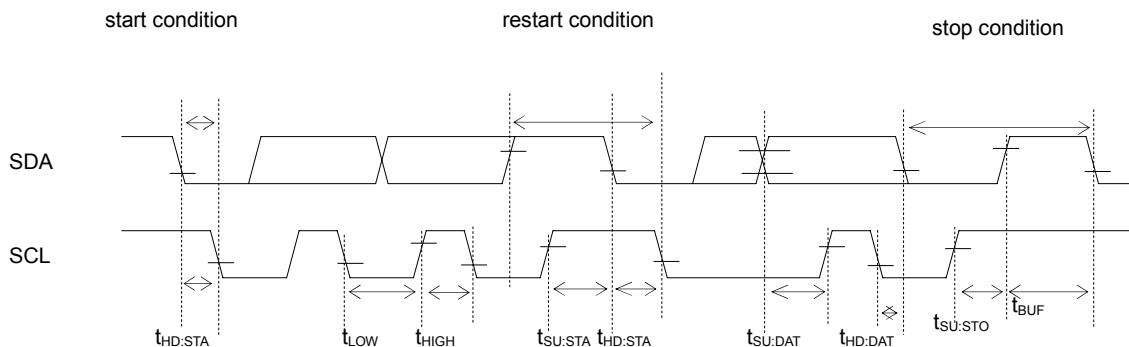 start condition
restart condition
stop condition
SDA
SCL
tHD:STA
tLOW
tHIGH
tSU:STA
tHD:STA
tSU:DAT
tHD:DAT
tSU:STO
tBUF